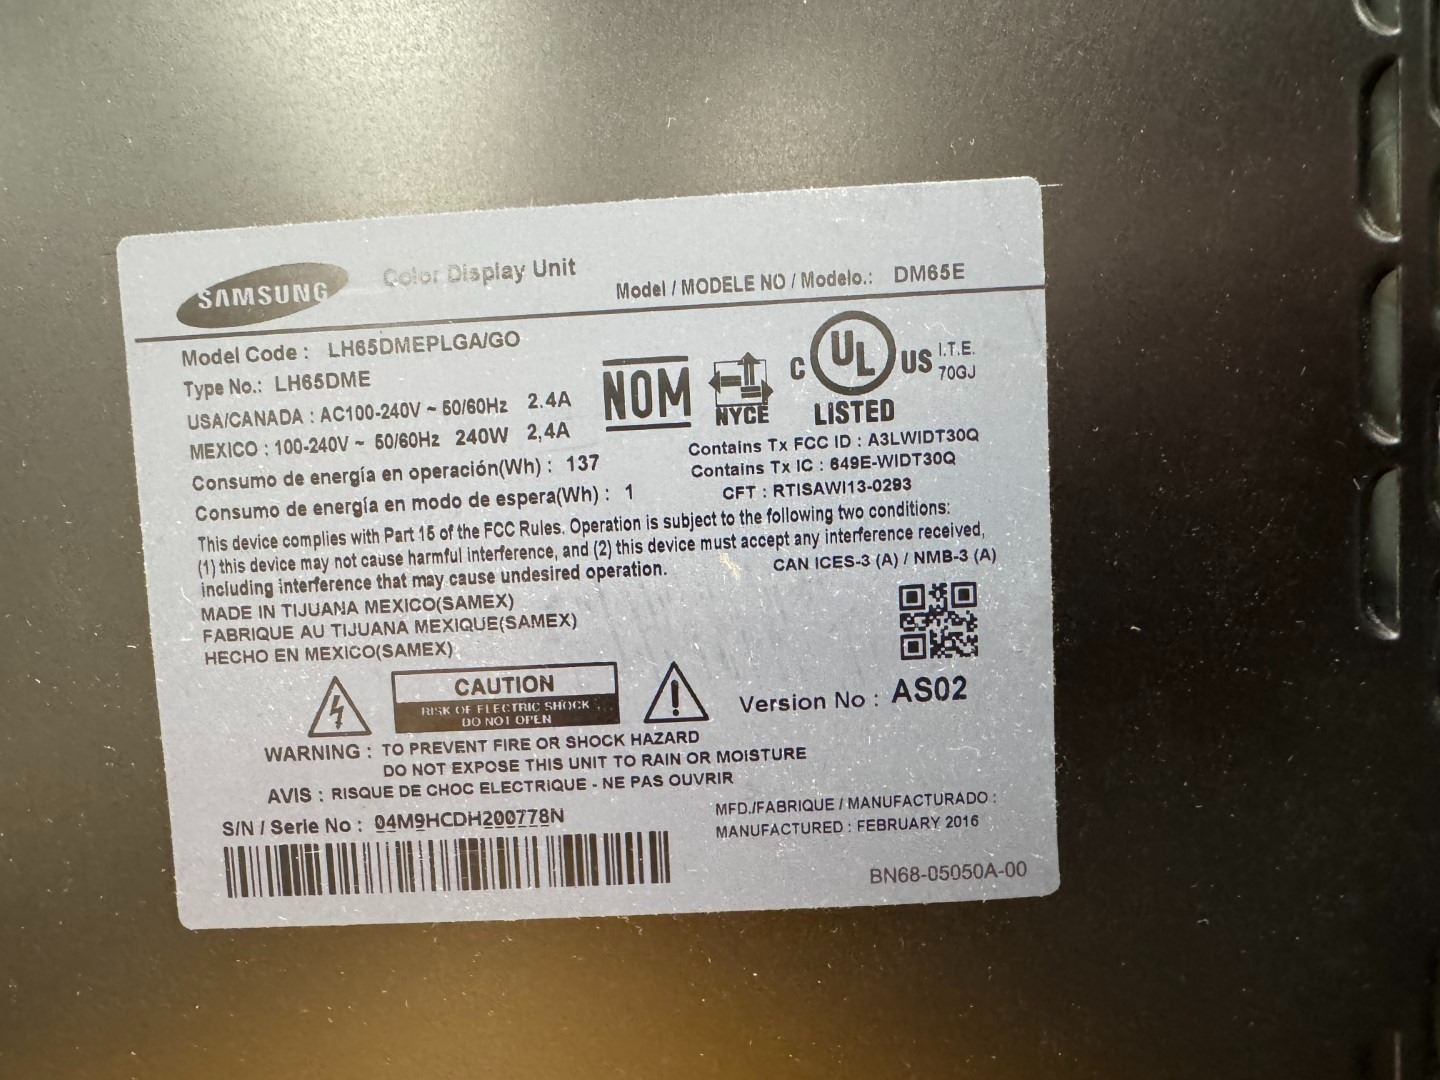 SAMSUNG
Color Display Unit
Model / MODELE NO / Modelo.: DM65E
Model Code : LH65DMEPLGA/GO
Type No.: LH65DME
USA/CANADA : AC100-240V ~ 50/60Hz 2.4A
MEXICO : 100-240V ~ 50/60Hz 240W 2,4A
Consumo de energía en operación(Wh) : 137
Consumo de energía en modo de espera(Wh) : 1
NOM
NYCE
C UL US
LISTED
I.T.E.
70GJ
Contains Tx FCC ID : A3LWIDT30Q
Contains Tx IC : 649E-WIDT30Q
CFT : RTISAWI13-0293
This device complies with Part 15 of the FCC Rules. Operation is subject to the following two conditions:
(1) this device may not cause harmful interference, and (2) this device must accept any interference received,
including interference that may cause undesired operation.
CAN ICES-3 (A) / NMB-3 (A)
MADE IN TIJUANA MEXICO(SAMEX)
FABRIQUE AU TIJUANA MEXIQUE(SAMEX)
HECHO EN MEXICO(SAMEX)
CAUTION
RISK OF ELECTRIC SHOCK
DO NOT OPEN
Version No : AS02
WARNING : TO PREVENT FIRE OR SHOCK HAZARD
DO NOT EXPOSE THIS UNIT TO RAIN OR MOISTURE
AVIS : RISQUE DE CHOC ELECTRIQUE - NE PAS OUVRIR
S/N / Serie No : 04M9HCDH200778N
MFD./FABRIQUE / MANUFACTURADO :
MANUFACTURED : FEBRUARY 2016
BN68-05050A-00